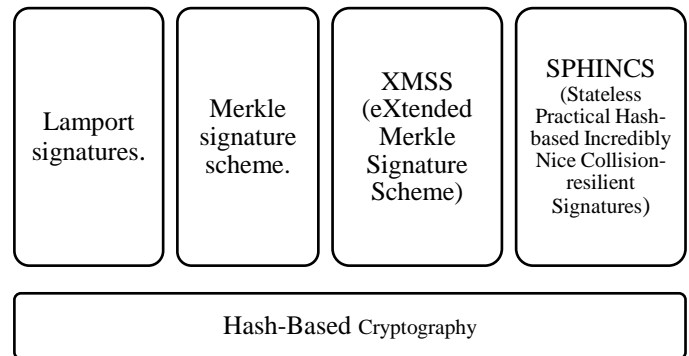 Lamport
signatures.
Merkle
signature
scheme.
XMSS
(eXtended
Merkle
Signature
Scheme)
SPHINCS
(Stateless
Practical Hash-
based Incredibly
Nice Collision-
resilient
Signatures)
Hash-Based Cryptography